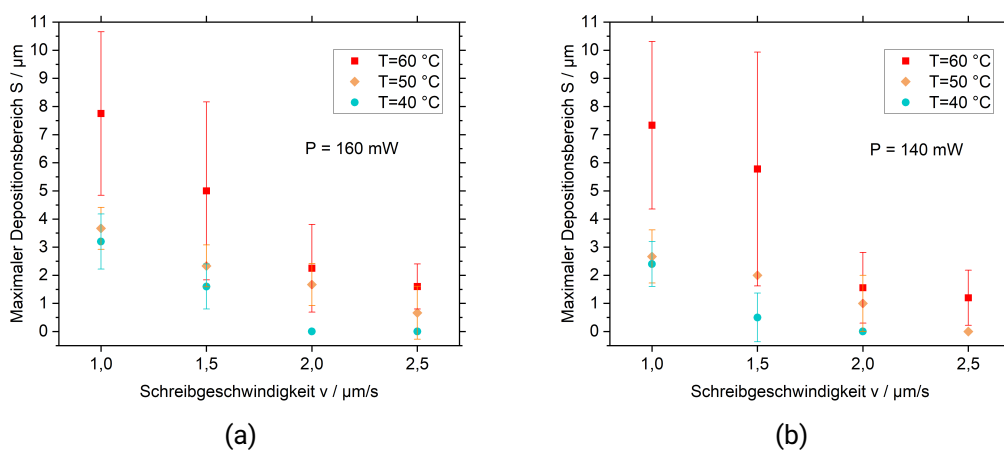 11
10
9
8
7
6
5
4
3
2
1
0
Maximaler Depositionsbereich S / µm
T=60 °C
T=50 °C
T=40 °C
P = 160 mW
1,0 1,5 2,0 2,5
Schreibgeschwindigkeit v / µm/s
(a)
11
10
9
8
7
6
5
4
3
2
1
0
Maximaler Depositionsbereich S / µm
T=60 °C
T=50 °C
T=40 °C
P = 140 mW
1,0 1,5 2,0 2,5
Schreibgeschwindigkeit v / µm/s
(b)